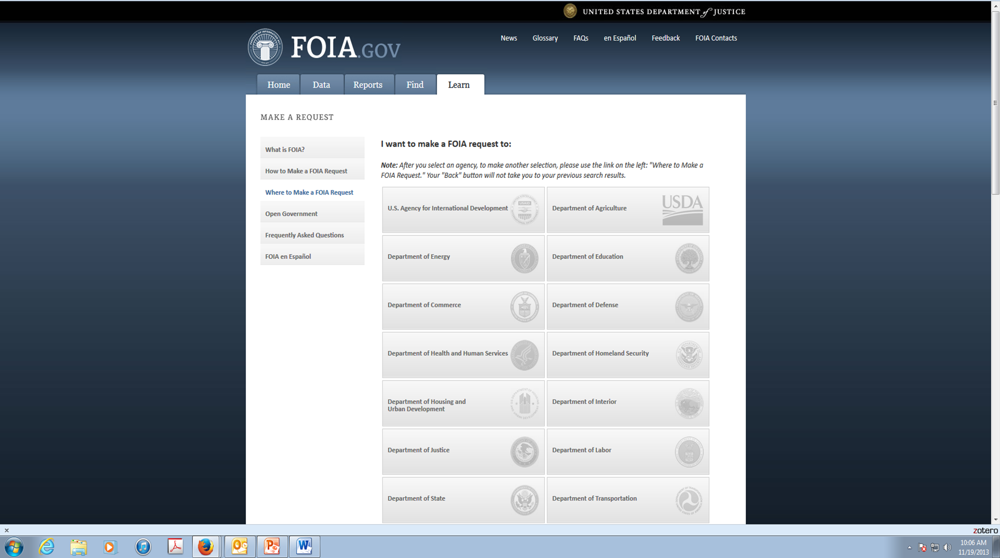 UNITED STATES DEPARTMENT of JUSTICE
FOIA.GOV
News Glossary FAQs en Español Feedback FOIA Contacts
Home Data Reports Find Learn
MAKE A REQUEST
What is FOIA?
How to Make a FOIA Request
Where to Make a FOIA Request
Open Government
Frequently Asked Questions
FOIA en Español
I want to make a FOIA request to:
Note: After you select an agency, to make another selection, please use the link on the left: "Where to Make a
FOIA Request." Your "Back" button will not take you to your previous search results.
U.S. Agency for International Development
Department of Agriculture
USDA
Department of Energy
Department of Education
Department of Commerce
Department of Defense
Department of Health and Human Services
Department of Homeland Security
Department of Housing and
Urban Development
Department of Interior
Department of Justice
Department of Labor
Department of State
Department of Transportation
x
zotero
10:06 AM
11/19/2013